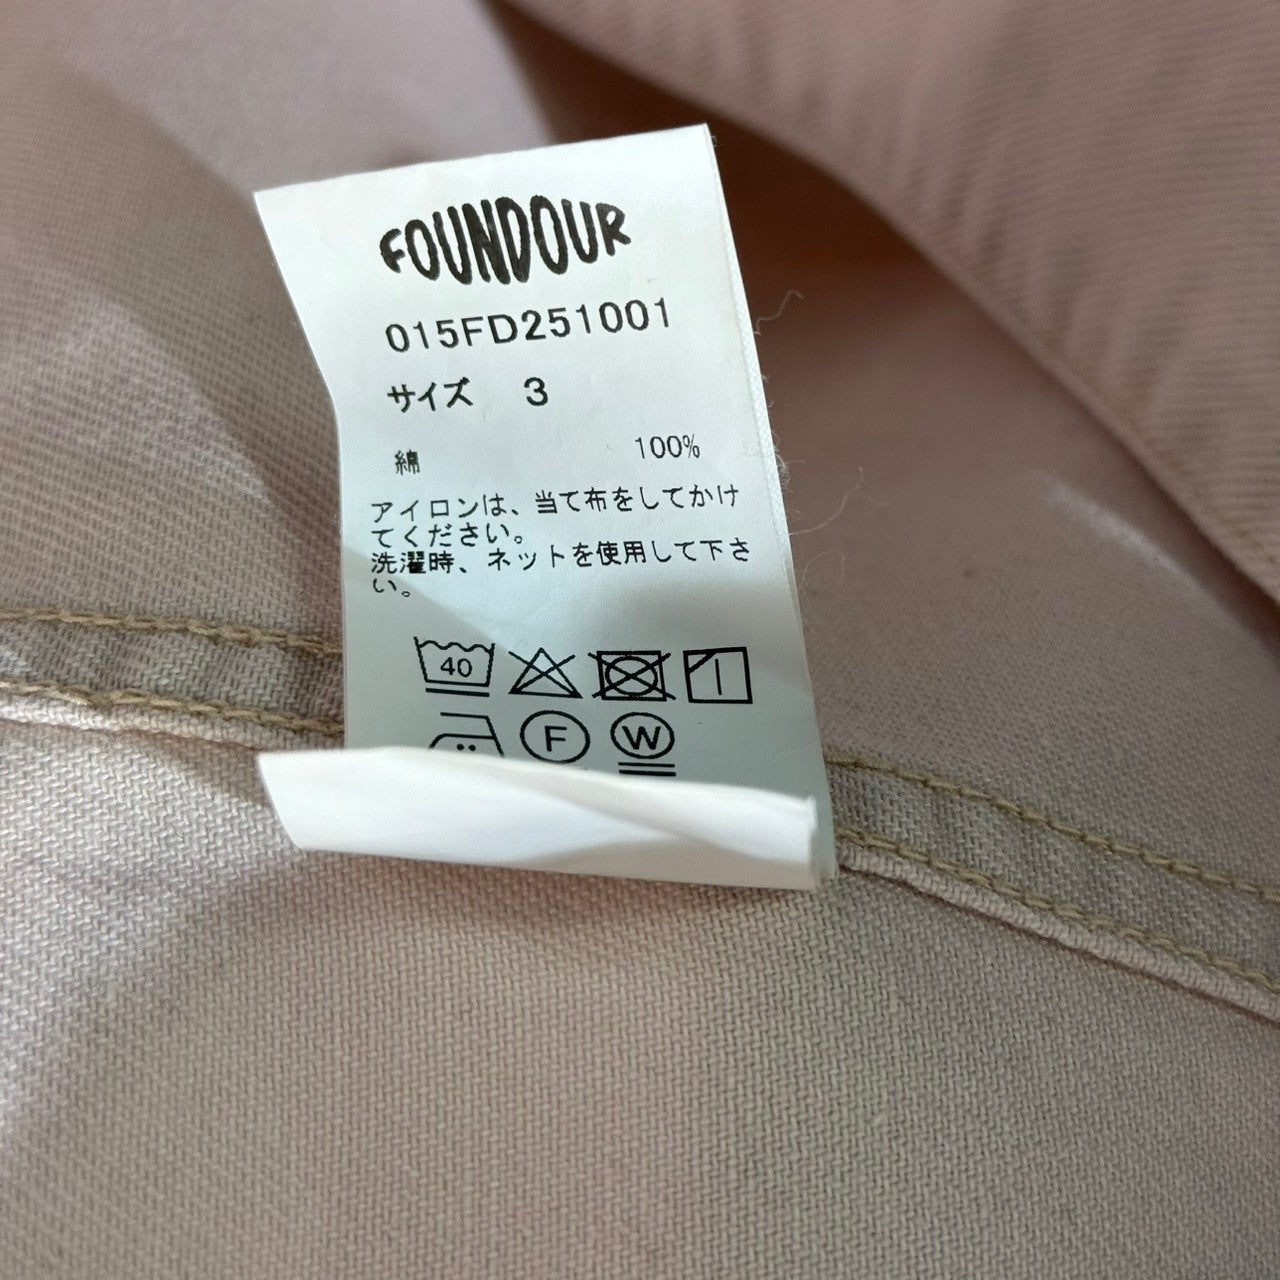 FOUNDOUR
015FD251001
サイズ 3
綿 100%
アイロンは、当て布をしてかけ
てください。
洗濯時、ネットを使用して下さ
い。
40
F
W